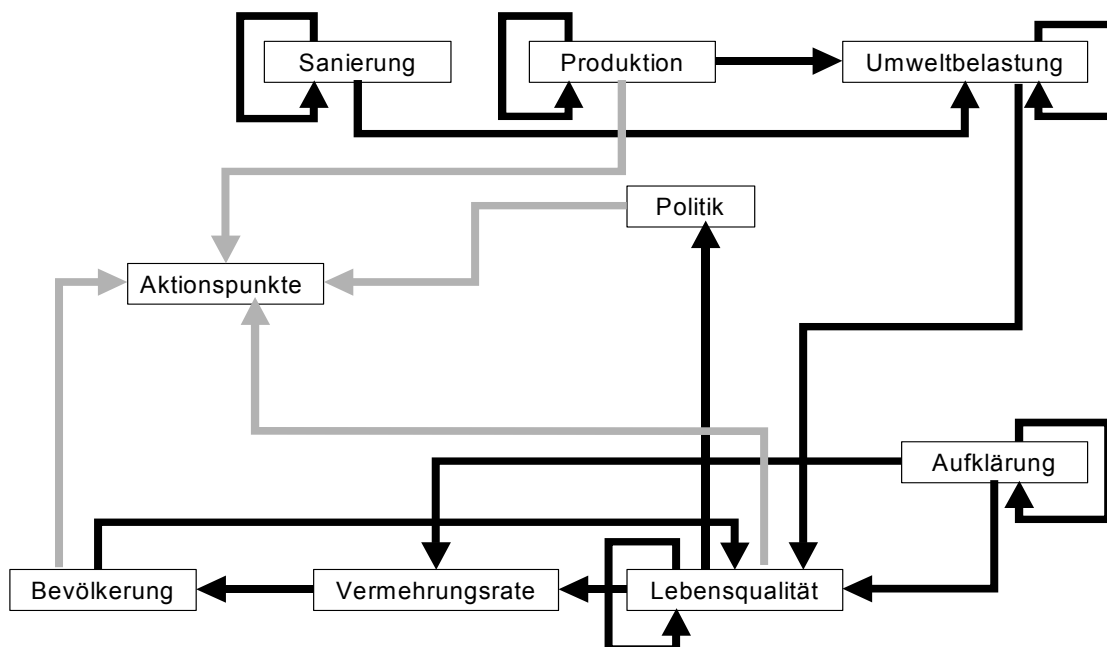 Sanierung
Produktion
Umweltbelastung
Politik
Aktionspunkte
Aufklärung
Bevölkerung
Vermehrungsrate
Lebensqualität